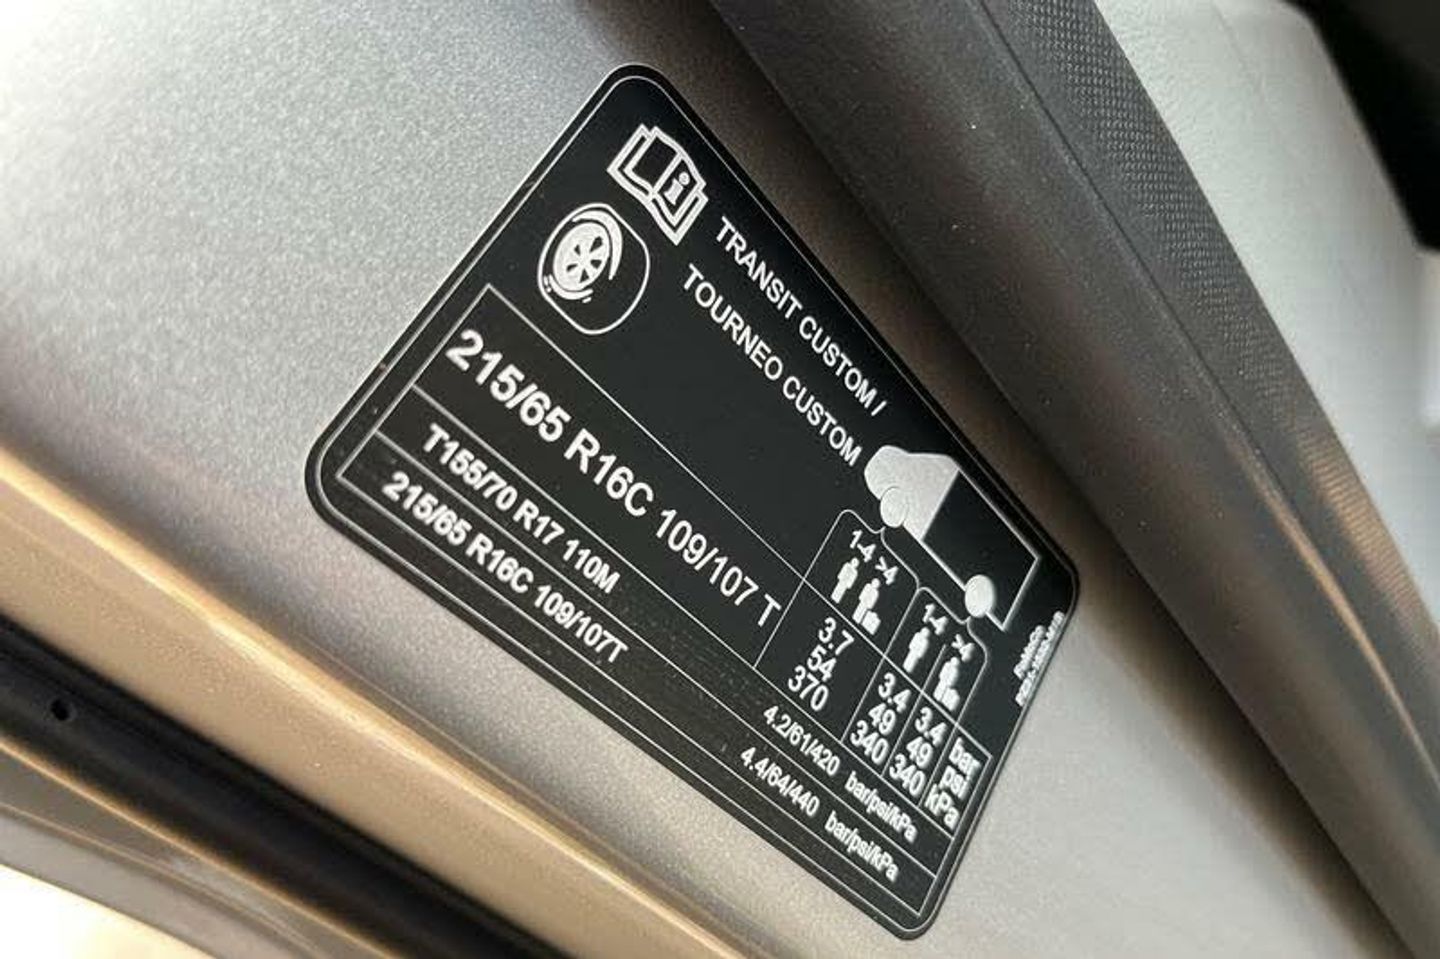 TRANSIT CUSTOM /
TOURNEO CUSTOM
1-4 >4
1-4 >4
215/65 R16C 109/107 T
3.7
54
370
3.4
49
340
3.4
49
340
bar
psi
kPa
T155/70 R17 110M 4.2/61/420 bar/psi/kPa
215/65 R16C 109/107T 4.4/64/440 bar/psi/kPa